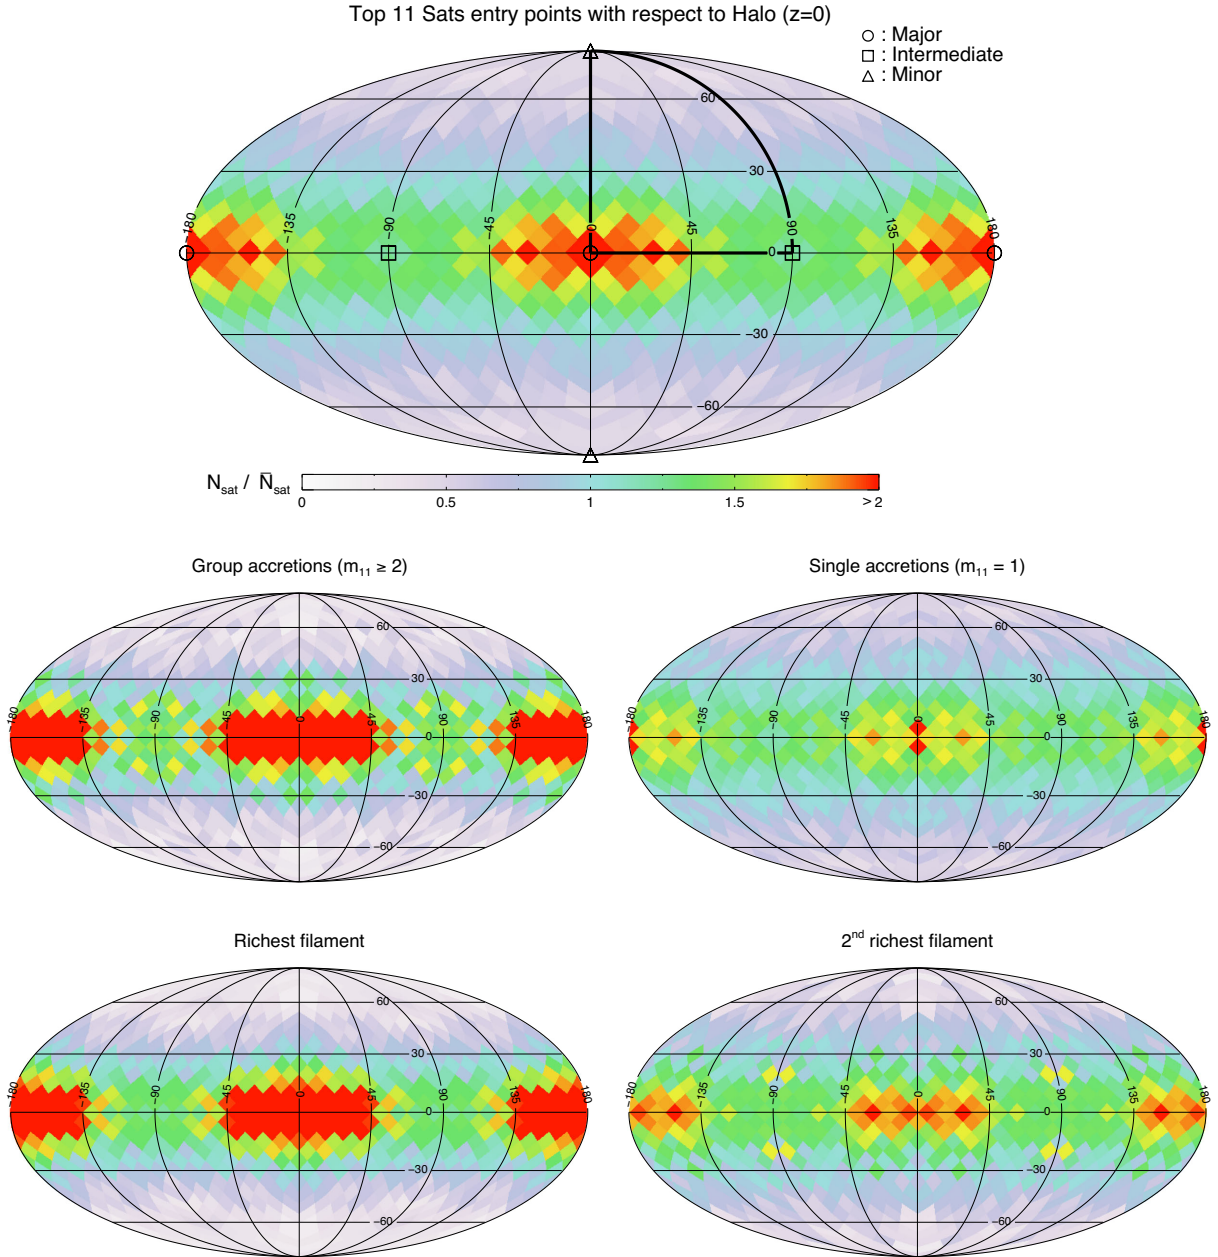 Top 11 Sats entry points with respect to Halo (z=0)
○ : Major
□ : Intermediate
△ : Minor
60
30
−180 −135 −90 −45 0 45 90 135 180
0
−30
−60
N_sat / N̄_sat
0 0.5 1 1.5 >2
Group accretions (m₁₁ ≥ 2)
60
30
−180 −135 −90 −45 0 45 90 135 180
0
−30
−60
Single accretions (m₁₁ = 1)
60
30
−180 −135 −90 −45 0 45 90 135 180
0
−30
−60
Richest filament
60
30
−180 −135 −90 −45 0 45 90 135 180
0
−30
−60
2nd richest filament
60
30
−180 −135 −90 −45 0 45 90 135 180
0
−30
−60